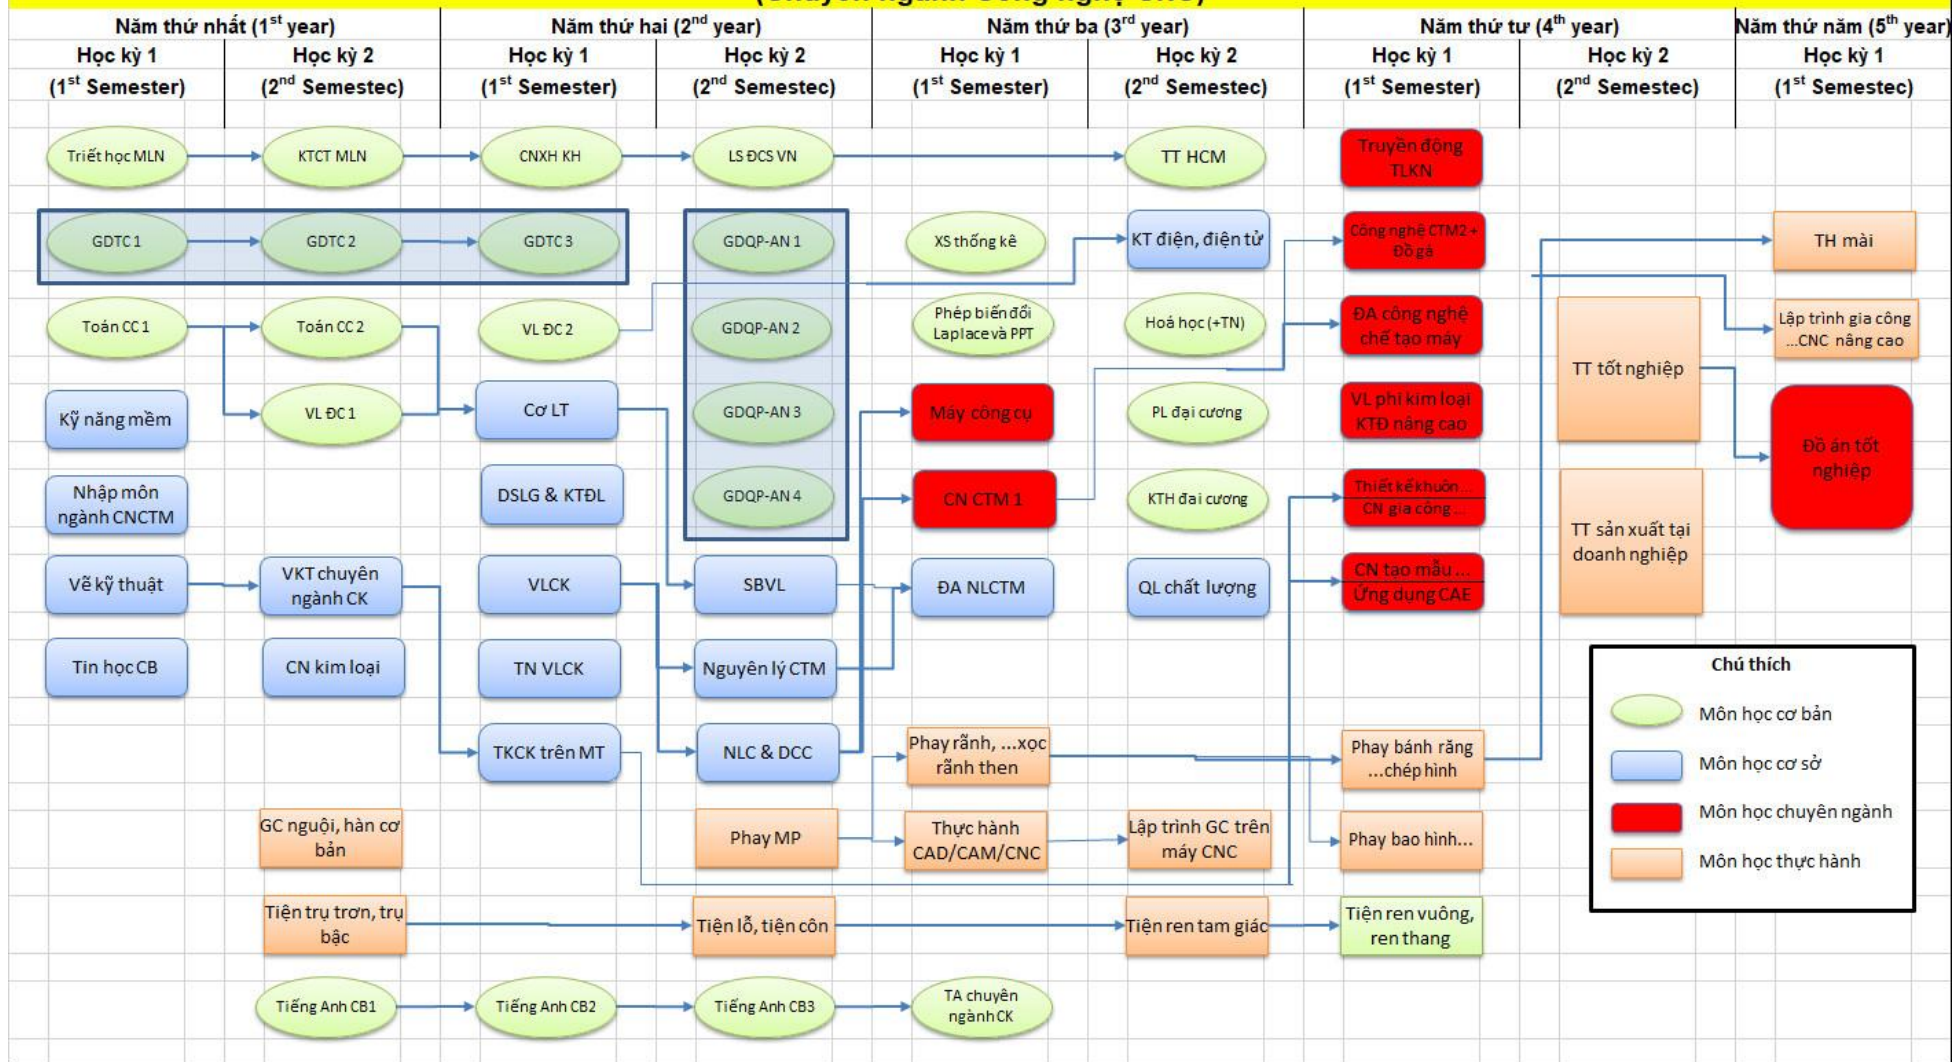 Năm thứ nhất (1st year)
Năm thứ hai (2nd year)
Năm thứ ba (3rd year)
Năm thứ tư (4th year)
Năm thứ năm (5th year)
Học kỳ 1
Học kỳ 2
Học kỳ 1
Học kỳ 2
Học kỳ 1
Học kỳ 2
Học kỳ 1
Học kỳ 2
Học kỳ 1
(1st Semester)
(2nd Semestec)
(1st Semester)
(2nd Semestec)
(1st Semester)
(2nd Semestec)
(1st Semester)
(2nd Semestec)
(1st Semestec)
Triết học MLN
KTCT MLN
CNXH KH
LS ĐCS VN
TT HCM
Truyền động
TLKN
GDTC 1
GDTC 2
GDTC 3
GDQP-AN 1
XS thống kê
KT điện, điện tử
Công nghệ CTM2 +
Đồ gá
TH mài
Toán CC 1
Toán CC 2
VL ĐC 2
GDQP-AN 2
Phép biến đổi
Laplace và PPT
Hoá học (+TN)
ĐA công nghệ
chế tạo máy
Lập trình gia công
...CNC nâng cao
Kỹ năng mềm
VL ĐC 1
Cơ LT
GDQP-AN 3
Máy công cụ
PL đại cương
VL phi kim loại
KTĐ nâng cao
TT tốt nghiệp
Đồ án tốt
nghiệp
Nhập môn
ngành CNCTM
DSLG & KTĐL
GDQP-AN 4
CN CTM 1
KTH đai cương
Thiết kế khuôn ...
CN gia công ...
TT sản xuất tại
doanh nghiệp
Vẽ kỹ thuật
VKT chuyên
ngành CK
VLCK
SBVL
ĐA NLCTM
QL chất lượng
CN tạo mẫu ...
Ứng dụng CAE
Tin học CB
CN kim loại
TN VLCK
Nguyên lý CTM
TKCK trên MT
NLC & DCC
Phay rãnh, ...xọc
rãnh then
Phay bánh răng
...chép hình
GC nguội, hàn cơ
bản
Phay MP
Thực hành
CAD/CAM/CNC
Lập trình GC trên
máy CNC
Phay bao hình...
Tiện trụ trơn, trụ
bậc
Tiện lỗ, tiện côn
Tiện ren tam giác
Tiện ren vuông,
ren thang
Tiếng Anh CB1
Tiếng Anh CB2
Tiếng Anh CB3
TA chuyên
ngành CK
Chú thích
Môn học cơ bản
Môn học cơ sở
Môn học chuyên ngành
Môn học thực hành